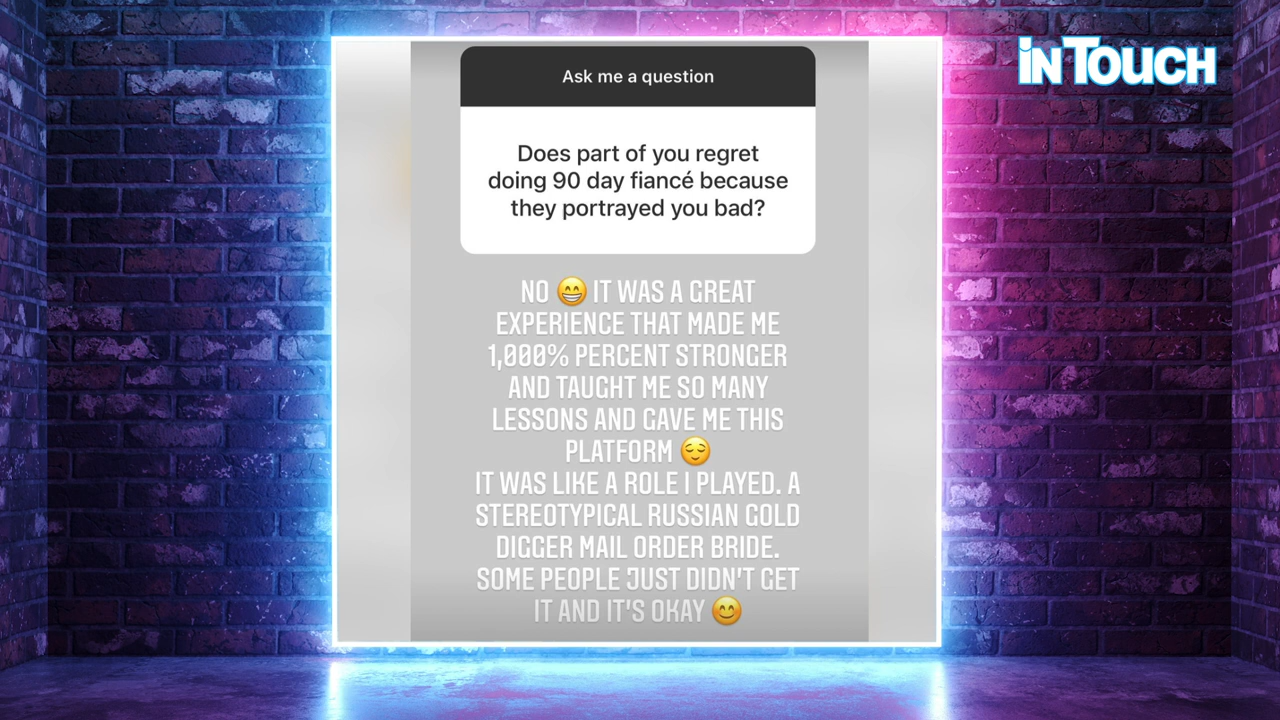 iNTOUCH
Ask me a question
Does part of you regret
doing 90 day fiancé because
they portrayed you bad?
NO 😁 IT WAS A GREAT
EXPERIENCE THAT MADE ME
1,000% PERCENT STRONGER
AND TAUGHT ME SO MANY
LESSONS AND GAVE ME THIS
PLATFORM 😌
IT WAS LIKE A ROLE I PLAYED. A
STEREOTYPICAL RUSSIAN GOLD
DIGGER MAIL ORDER BRIDE.
SOME PEOPLE JUST DIDN'T GET
IT AND IT'S OKAY 😊